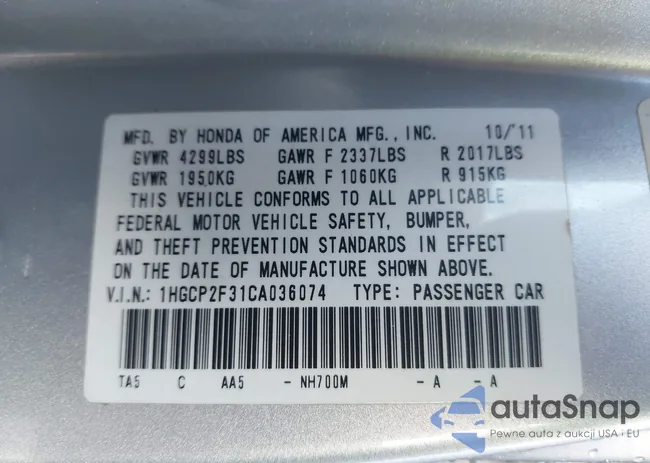 MFD. BY HONDA OF AMERICA MFG., INC. 10/'11
GVWR 4299LBS GAWR F 2337LBS R 2017LBS
GVWR 1950KG GAWR F 1060KG R 915KG
THIS VEHICLE CONFORMS TO ALL APPLICABLE
FEDERAL MOTOR VEHICLE SAFETY, BUMPER,
AND THEFT PREVENTION STANDARDS IN EFFECT
ON THE DATE OF MANUFACTURE SHOWN ABOVE.
V.I.N.: 1HGCP2F31CA036074 TYPE: PASSENGER CAR
TA5 C AA5 - NH700M - A - A
autaSnap
Pewne auta z aukcji USA i EU